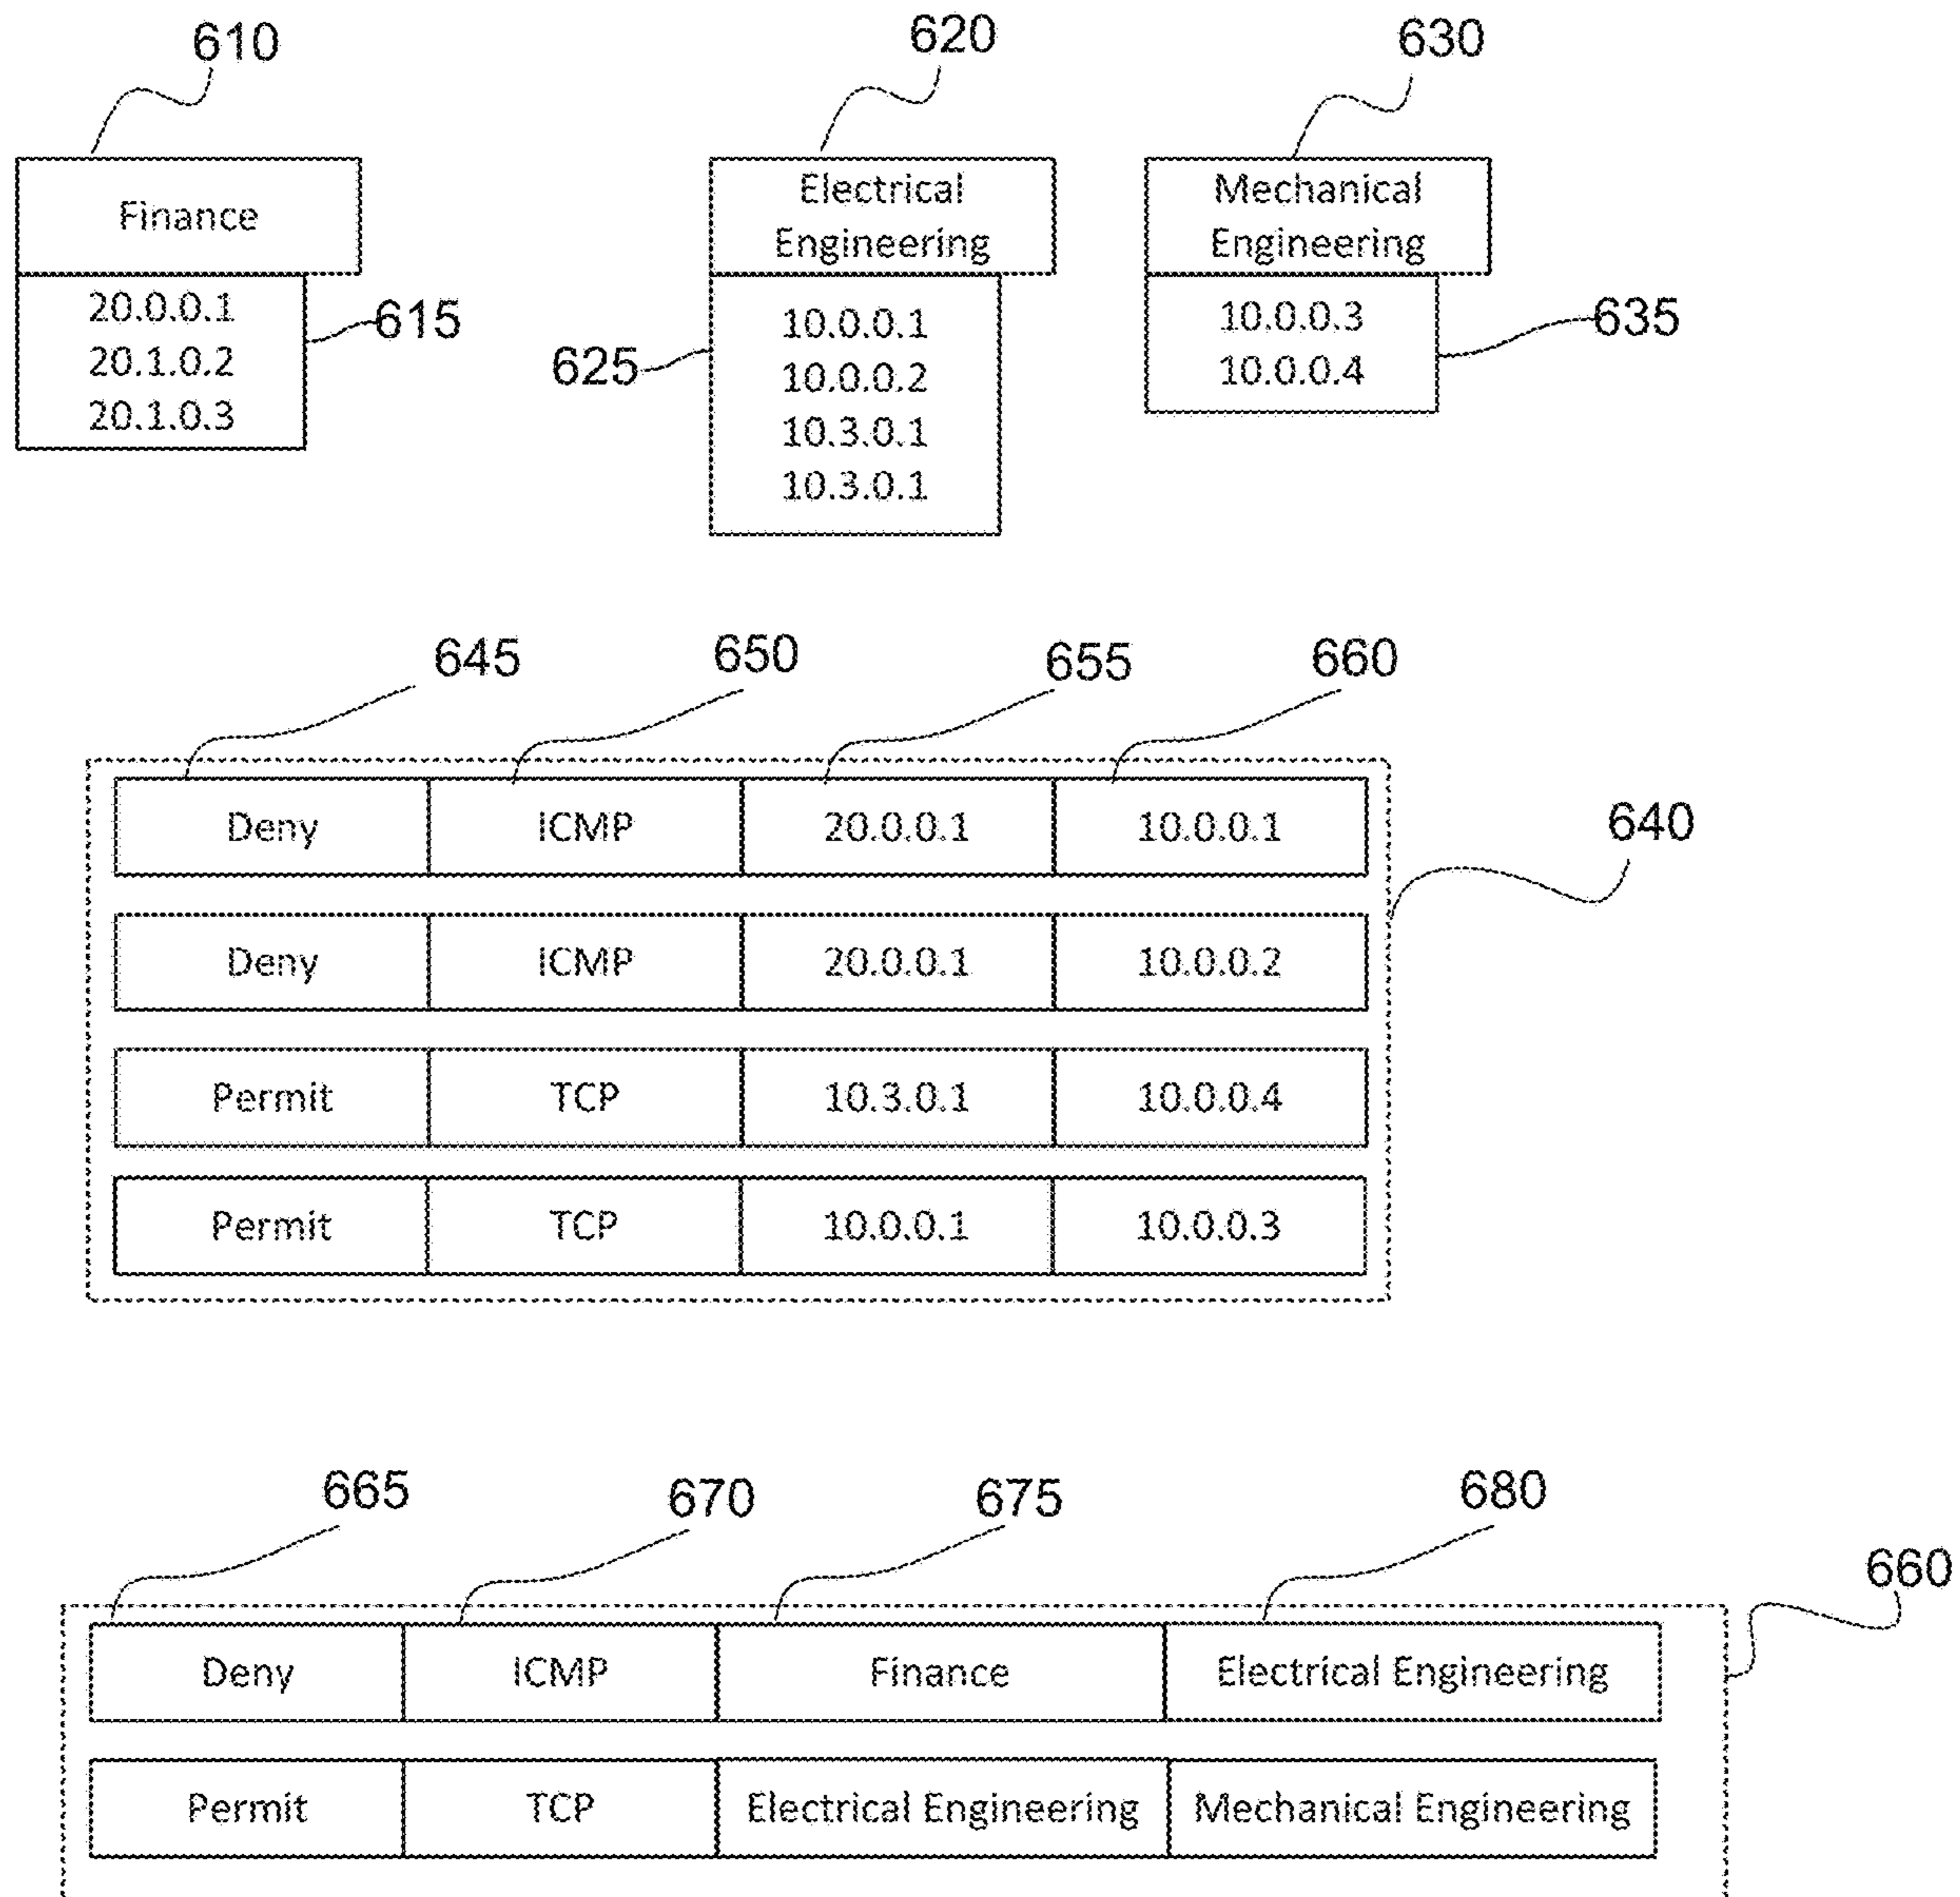 610
620
630
Finance
Electrical
Engineering
Mechanical
Engineering
20.0.0.1
20.1.0.2
20.1.0.3
615
625
10.0.0.1
10.0.0.2
10.3.0.1
10.3.0.1
10.0.0.3
10.0.0.4
635
645
650
655
660
Deny ICMP 20.0.0.1 10.0.0.1
640
Deny ICMP 20.0.0.1 10.0.0.2
Permit TCP 10.3.0.1 10.0.0.4
Permit TCP 10.0.0.1 10.0.0.3
665
670
675
680
660
Deny ICMP Finance Electrical Engineering
Permit TCP Electrical Engineering Mechanical Engineering